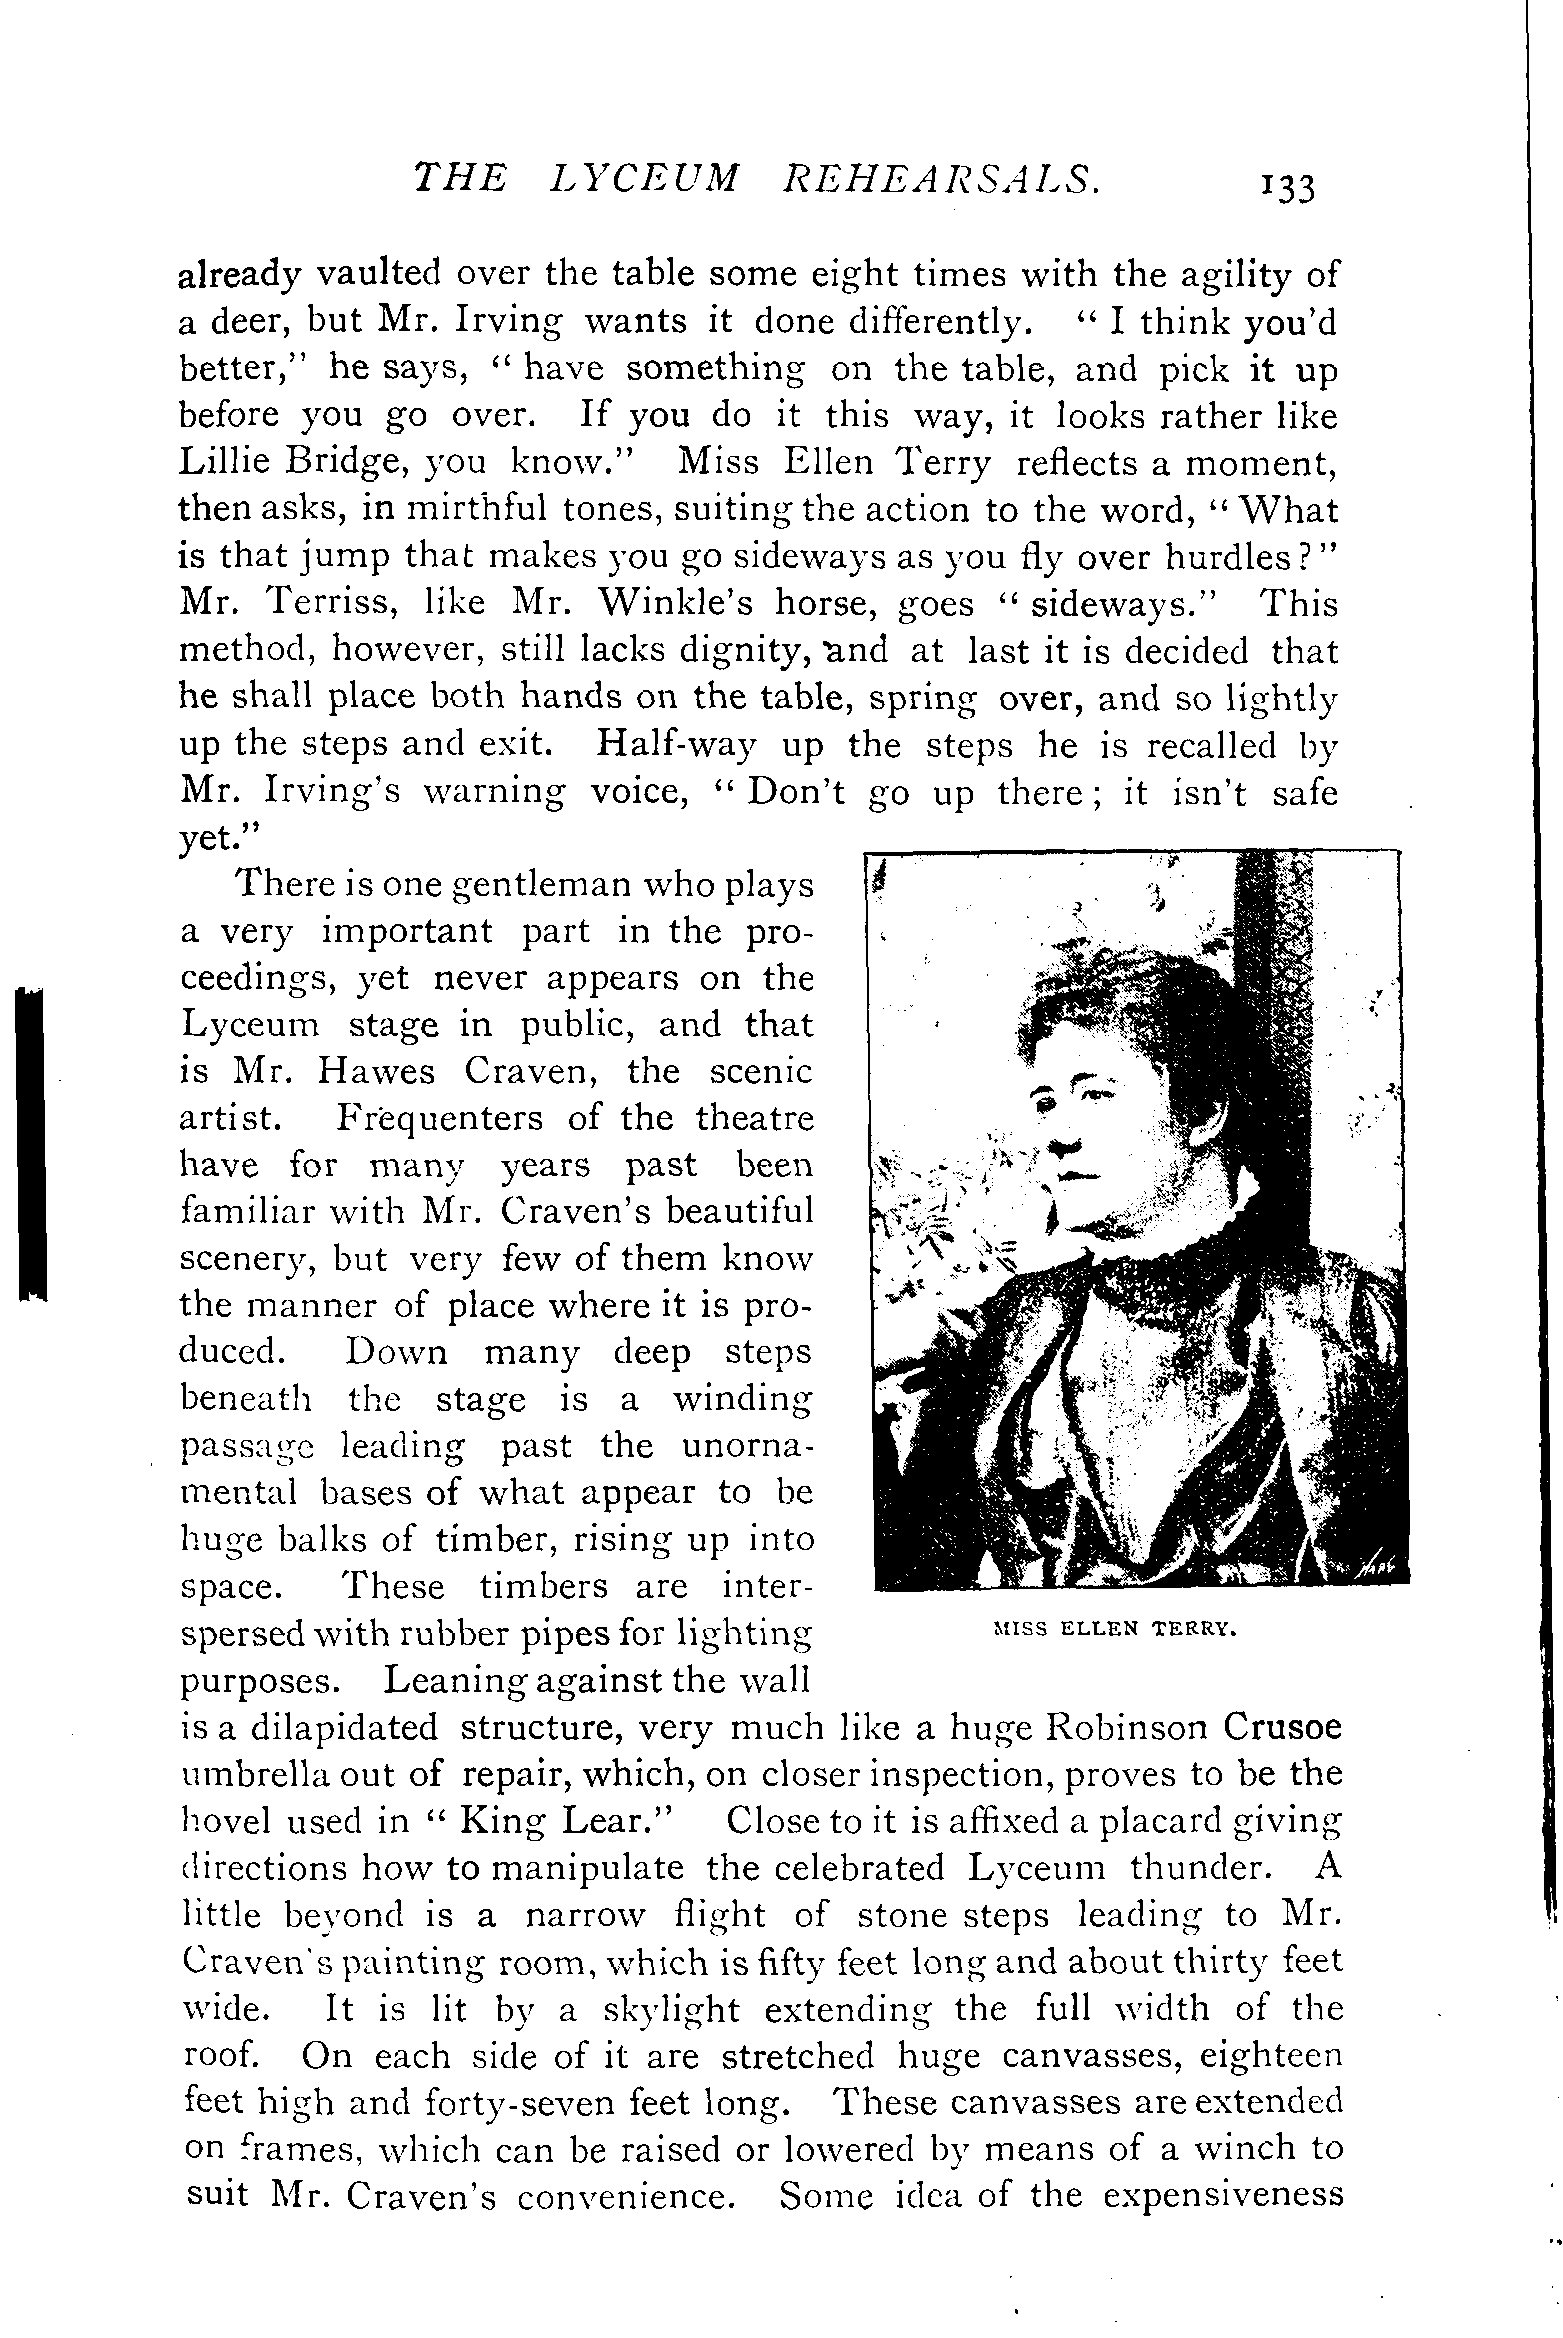 THE LYCEUM REHEARSALS. 133
already vaulted over the table some eight times with the agility of
a deer, but Mr. Irving wants it done differently. “ I think you’d
better,” he says, “ have something on the table, and pick it up
before you go over. If you do it this way, it looks rather like
Lillie Bridge, you know.” Miss Ellen Terry reflects a moment,
then asks, in mirthful tones, suiting the action to the word, “ What
is that jump that makes you go sideways as you fly over hurdles ? ”
Mr. Terriss, like Mr. Winkle’s horse, goes “ sideways.” This
method, however, still lacks dignity, and at last it is decided that
he shall place both hands on the table, spring over, and so lightly
up the steps and exit. Half-way up the steps he is recalled by
Mr. Irving’s warning voice, “ Don’t go up there ; it isn’t safe
yet.”
There is one gentleman who plays
a very important part in the pro-
ceedings, yet never appears on the
Lyceum stage in public, and that
is Mr. Hawes Craven, the scenic
artist. Frequenters of the theatre
have for many years past been
familiar with Mr. Craven’s beautiful
scenery, but very few of them know
the manner of place where it is pro-
duced. Down many deep steps
beneath the stage is a winding
passage leading past the unorna-
mental bases of what appear to be
huge balks of timber, rising up into
space. These timbers are inter-
spersed with rubber pipes for lighting
purposes. Leaning against the wall
MISS ELLEN TERRY.
is a dilapidated structure, very much like a huge Robinson Crusoe
umbrella out of repair, which, on closer inspection, proves to be the
hovel used in “ King Lear.” Close to it is affixed a placard giving
directions how to manipulate the celebrated Lyceum thunder. A
little beyond is a narrow flight of stone steps leading to Mr.
Craven’s painting room, which is fifty feet long and about thirty feet
wide. It is lit by a skylight extending the full width of the
roof. On each side of it are stretched huge canvasses, eighteen
feet high and forty-seven feet long. These canvasses are extended
on frames, which can be raised or lowered by means of a winch to
suit Mr. Craven’s convenience. Some idea of the expensiveness